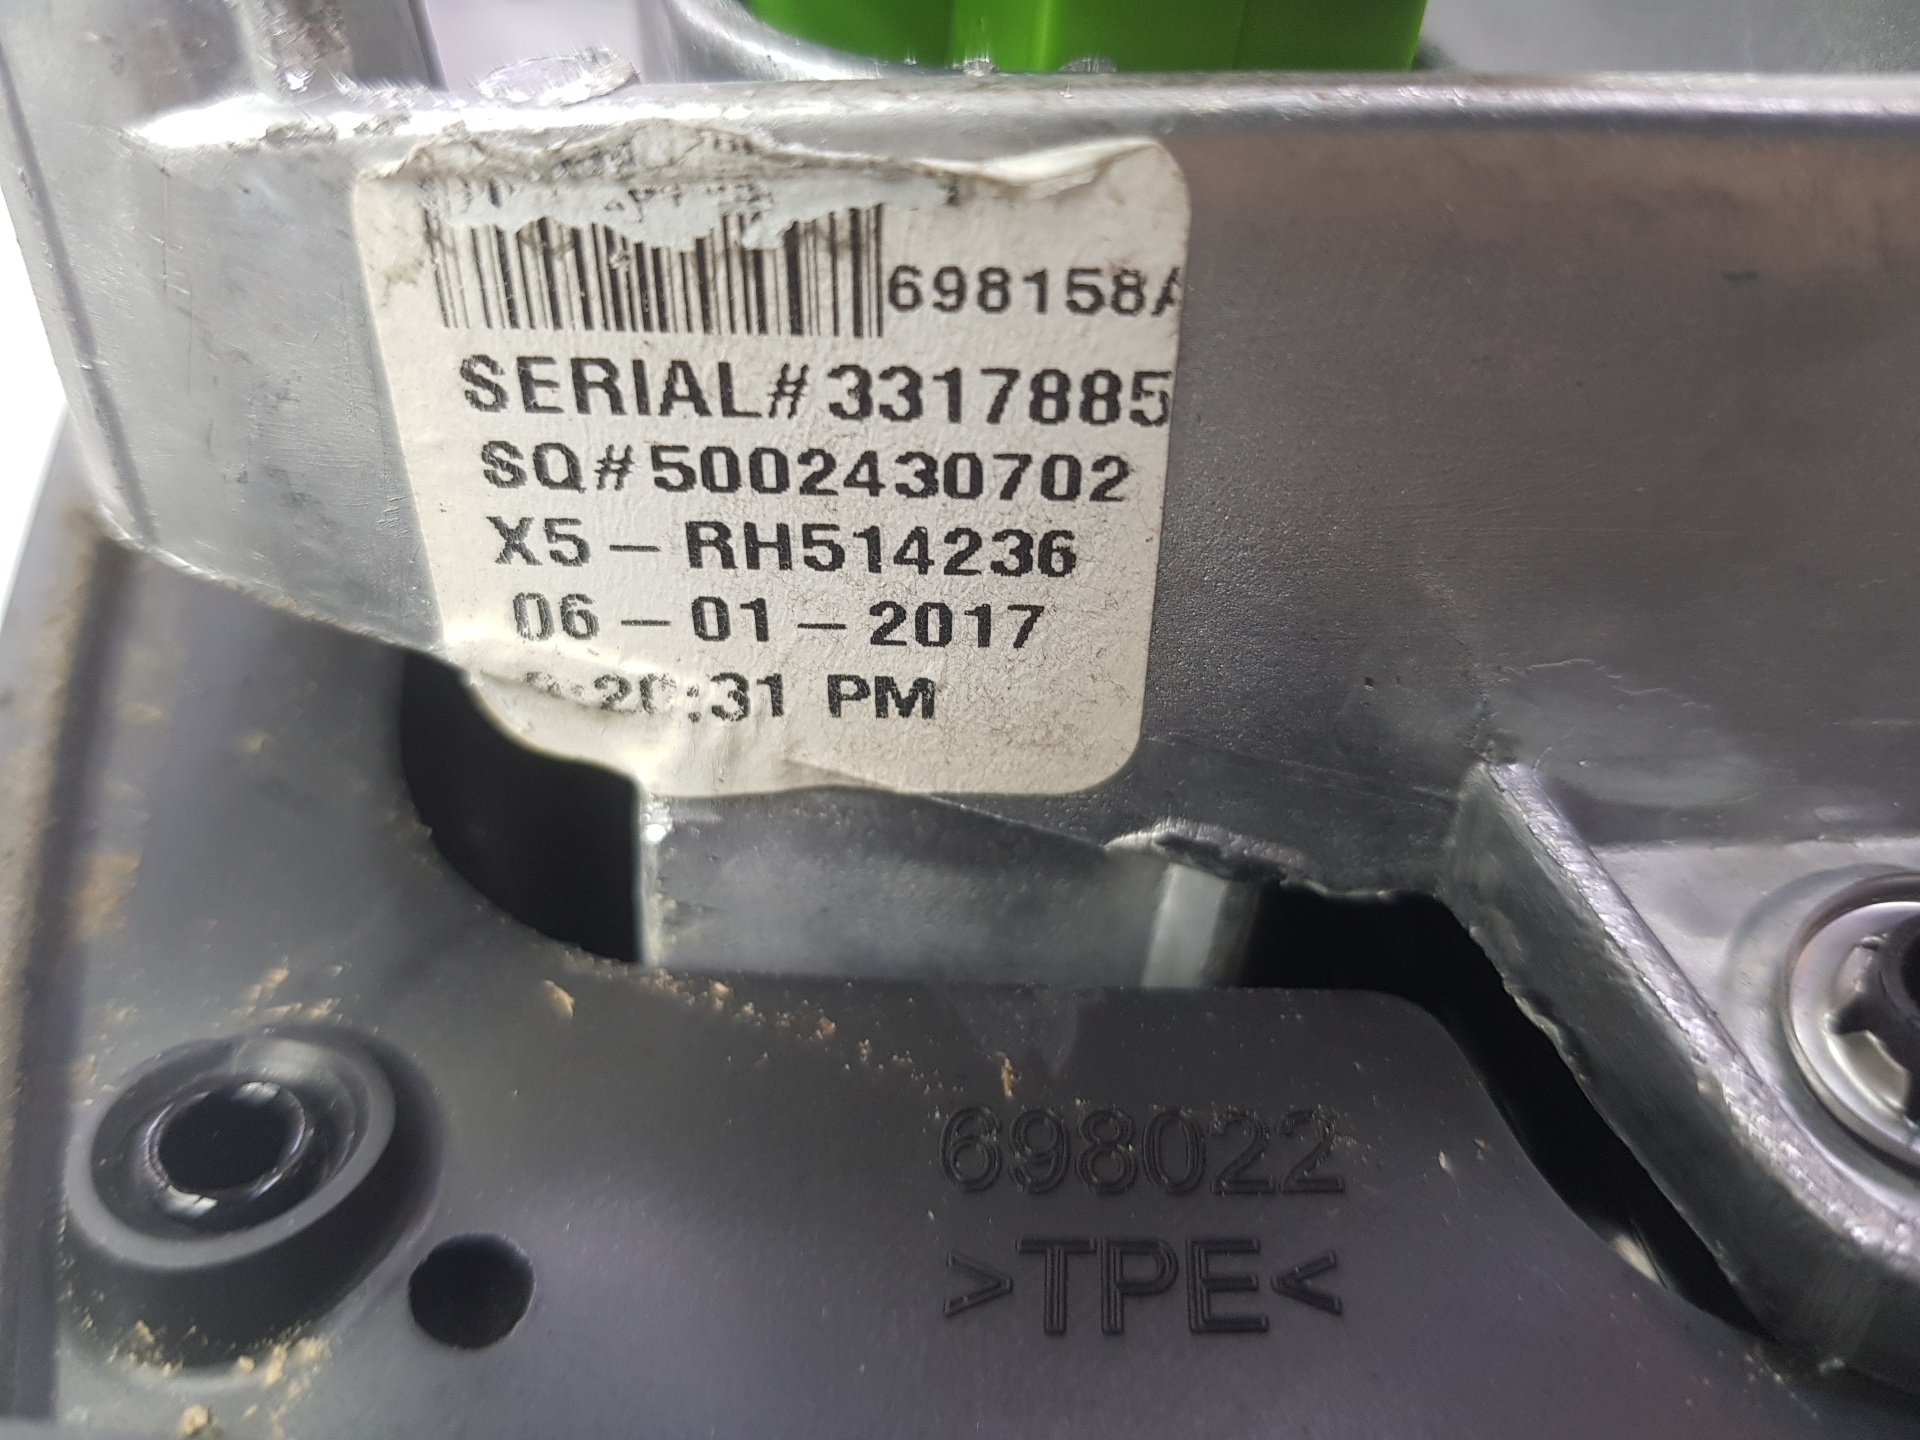 698158A
SERIAL#3317885
SQ#5002430702
X5-RH514236
06-01-2017
:31 PM
698022
>TPE<